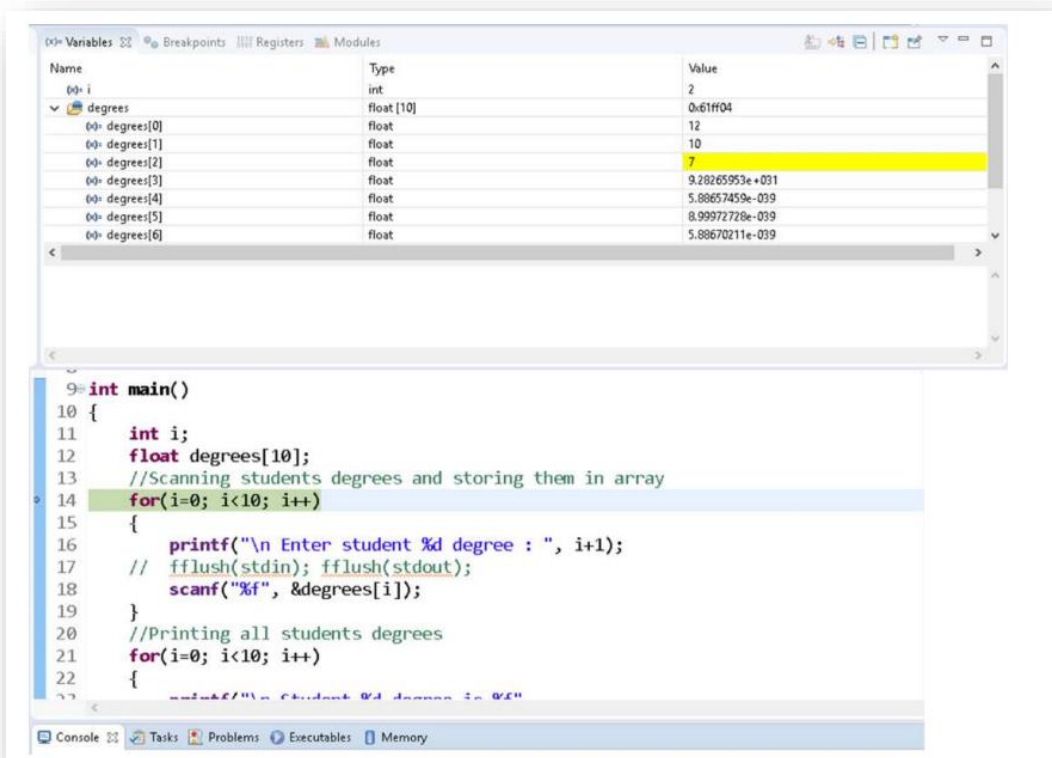 (x)= Variables Breakpoints Registers Modules
Name Type Value
(x)= i int 2
degrees float [10] 0x61ff04
(x)= degrees[0] float 12
(x)= degrees[1] float 10
(x)= degrees[2] float 7
(x)= degrees[3] float 9.28265953e+031
(x)= degrees[4] float 5.88657459e-039
(x)= degrees[5] float 8.99972728e-039
(x)= degrees[6] float 5.88670211e-039
9 int main()
10 {
11 int i;
12 float degrees[10];
13 //Scanning students degrees and storing them in array
14 for(i=0; i<10; i++)
15 {
16 printf("\n Enter student %d degree : ", i+1);
17 // fflush(stdin); fflush(stdout);
18 scanf("%f", &degrees[i]);
19 }
20 //Printing all students degrees
21 for(i=0; i<10; i++)
22 {
Console Tasks Problems Executables Memory